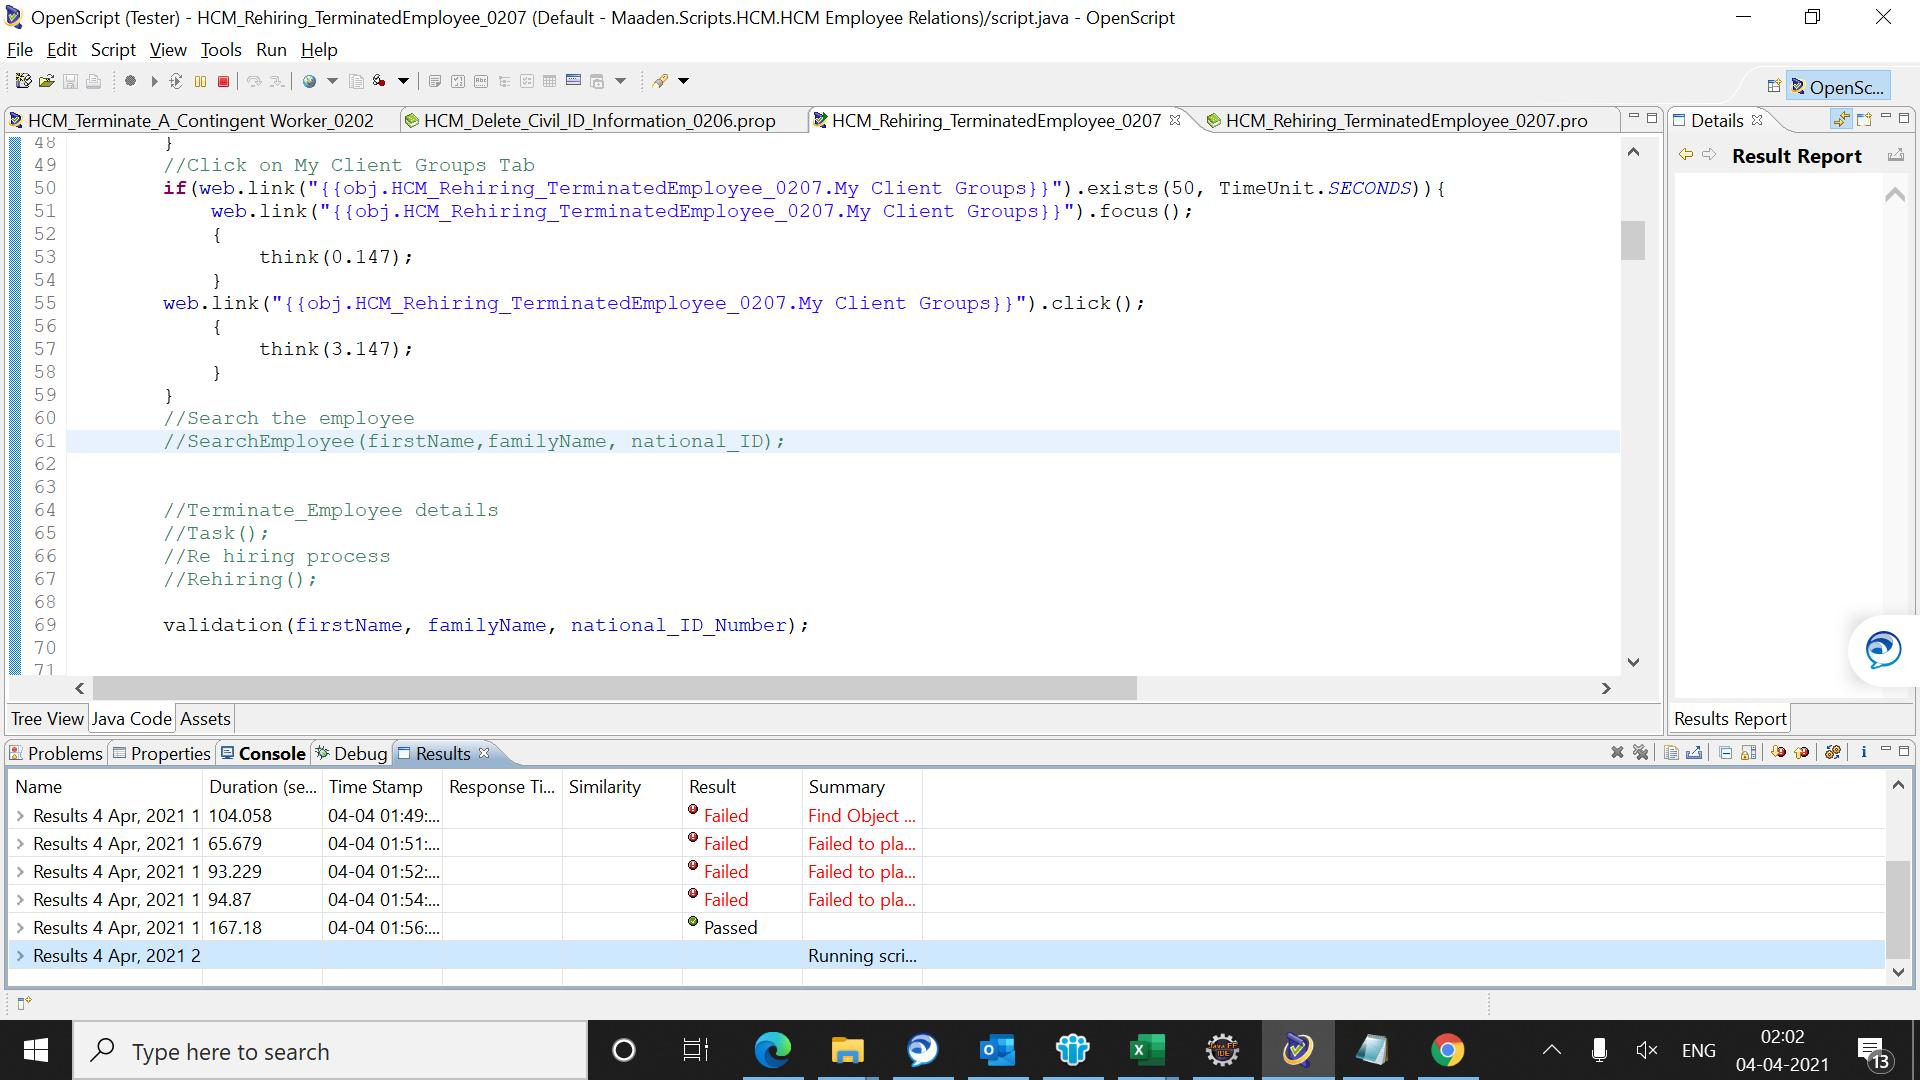 OpenScript (Tester) - HCM_Rehiring_TerminatedEmployee_0207 (Default - Maaden.Scripts.HCM.HCM Employee Relations)/script.java - OpenScript
File Edit Script View Tools Run Help
OpenSc...
HCM_Terminate_A_Contingent Worker_0202 HCM_Delete_Civil_ID_Information_0206.prop HCM_Rehiring_TerminatedEmployee_0207 HCM_Rehiring_TerminatedEmployee_0207.pro Details
Result Report
48 }
49 //Click on My Client Groups Tab
50 if(web.link("{{obj.HCM_Rehiring_TerminatedEmployee_0207.My Client Groups}}").exists(50, TimeUnit.SECONDS)){
51 web.link("{{obj.HCM_Rehiring_TerminatedEmployee_0207.My Client Groups}}").focus();
52 {
53 think(0.147);
54 }
55 web.link("{{obj.HCM_Rehiring_TerminatedEmployee_0207.My Client Groups}}").click();
56 {
57 think(3.147);
58 }
59 }
60 //Search the employee
61 //SearchEmployee(firstName,familyName, national_ID);
62
63
64 //Terminate_Employee details
65 //Task();
66 //Re hiring process
67 //Rehiring();
68
69 validation(firstName, familyName, national_ID_Number);
70
71
Tree View Java Code Assets
Results Report
Problems Properties Console Debug Results
Name Duration (se... Time Stamp Response Ti... Similarity Result Summary
Results 4 Apr, 2021 1 104.058 04-04 01:49:... Failed Find Object ...
Results 4 Apr, 2021 1 65.679 04-04 01:51:... Failed Failed to pla...
Results 4 Apr, 2021 1 93.229 04-04 01:52:... Failed Failed to pla...
Results 4 Apr, 2021 1 94.87 04-04 01:54:... Failed Failed to pla...
Results 4 Apr, 2021 1 167.18 04-04 01:56:... Passed
Results 4 Apr, 2021 2 Running scri...
Type here to search
ENG
02:02
04-04-2021
13